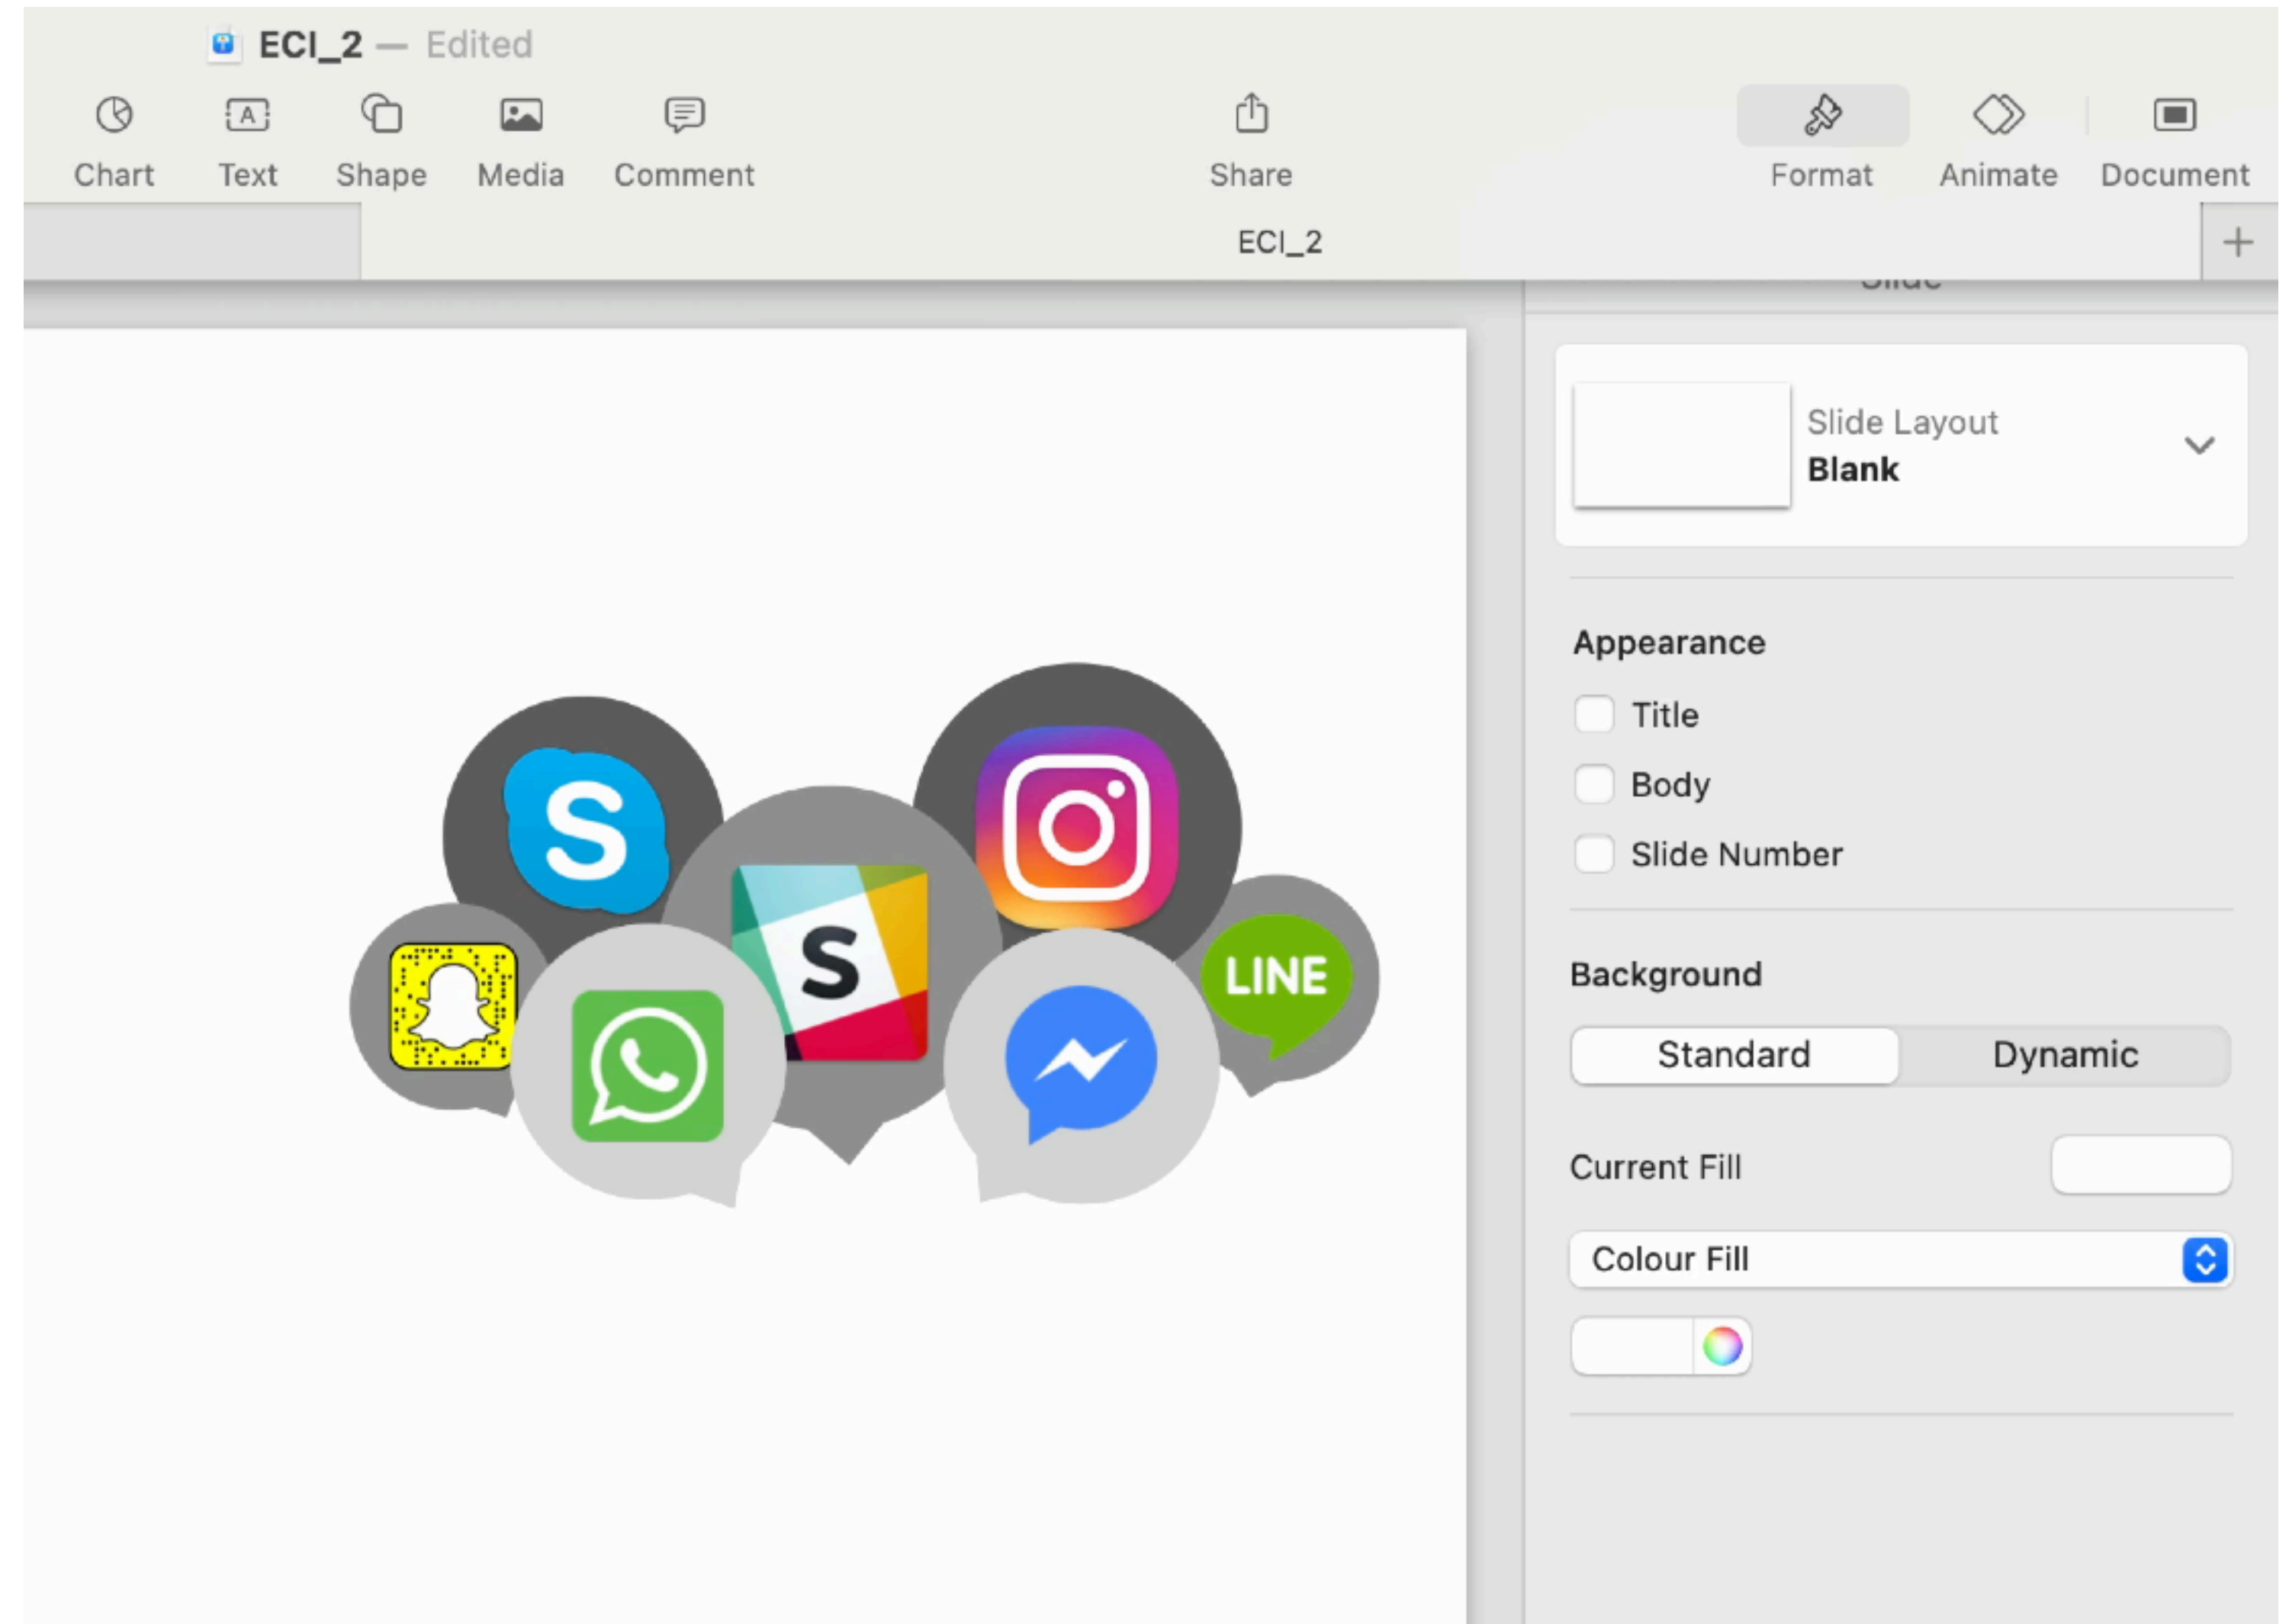 ECI_2 — Edited
Chart Text Shape Media Comment Share Format Animate Document
ECI_2
Slide
Slide Layout
Blank
Appearance
Title
Body
Slide Number
S
S
LINE
Background
Standard Dynamic
Current Fill
Colour Fill